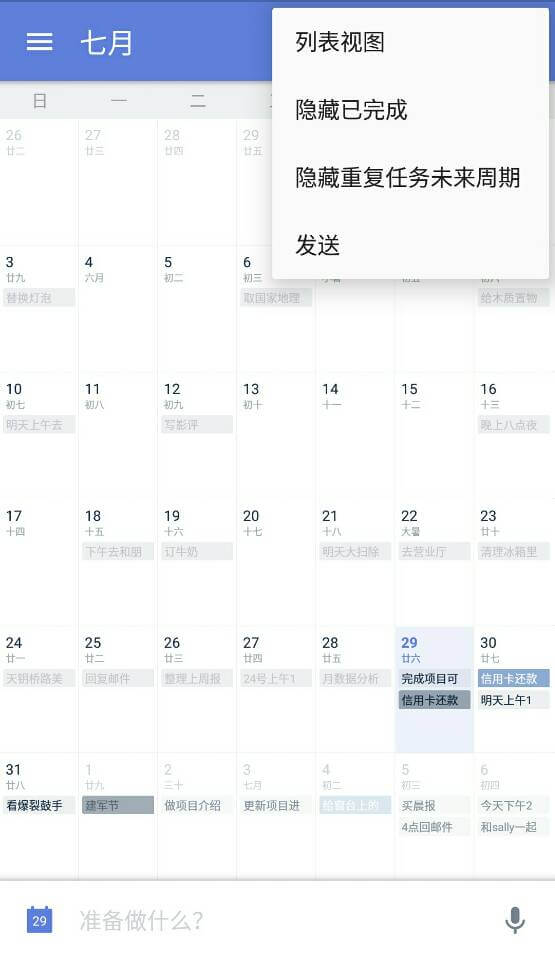 七月
列表视图
隐藏已完成
隐藏重复任务未来周期
发送
日 一 二
26 27 28 29
廿二 廿三 廿四 廿五
3 4 5 6
廿九 六月 初二 初三
替换灯泡 取国家地理 给木质置物
10 11 12 13 14 15 16
初七 初八 初九 初十 十一 十二 十三
明天上午去 写影评 晚上八点夜
17 18 19 20 21 22 23
十四 十五 十六 十七 十八 大暑 廿十
下午去和朋 订牛奶 明天大扫除 去营业厅 清理冰箱里
24 25 26 27 28 29 30
廿一 廿二 廿三 廿四 廿五 廿六 廿七
天钥桥路美 回复邮件 整理上周报 24号上午1 月数据分析 完成项目可 信用卡还款
信用卡还款 明天上午1
31 1 2 3 4 5 6
廿八 廿九 三十 七月 初二 初三 初四
看爆裂鼓手 建军节 做项目介绍 更新项目进 给窗台上的 买晨报 今天下午2
4点回邮件 和sally一起
29 准备做什么?